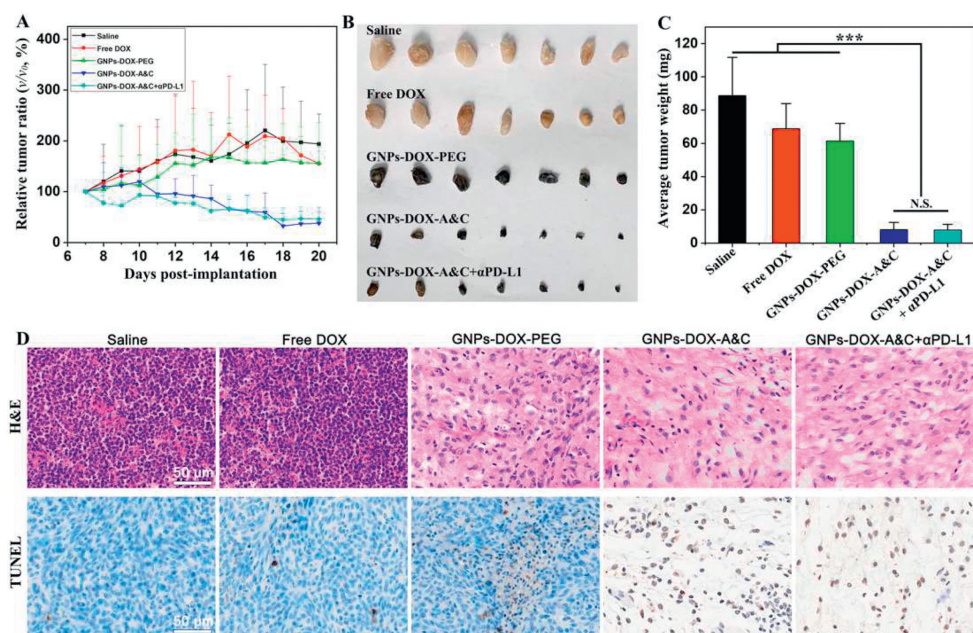 A
Relative tumor ratio (v/v₀, %)
400
300
200
100
0
Saline
Free DOX
GNPs-DOX-PEG
GNPs-DOX-A&C
GNPs-DOX-A&C+αPD-L1
6 8 10 12 14 16 18 20
Days post-implantation
B
Saline
Free DOX
GNPs-DOX-PEG
GNPs-DOX-A&C
GNPs-DOX-A&C+αPD-L1
C
Average tumor weight (mg)
120
100
80
60
40
20
0
***
N.S.
Saline
Free DOX
GNPs-DOX-PEG
GNPs-DOX-A&C
GNPs-DOX-A&C
+ αPD-L1
D
Saline Free DOX GNPs-DOX-PEG GNPs-DOX-A&C GNPs-DOX-A&C+αPD-L1
H&E
50 μm
TUNEL
50 μm